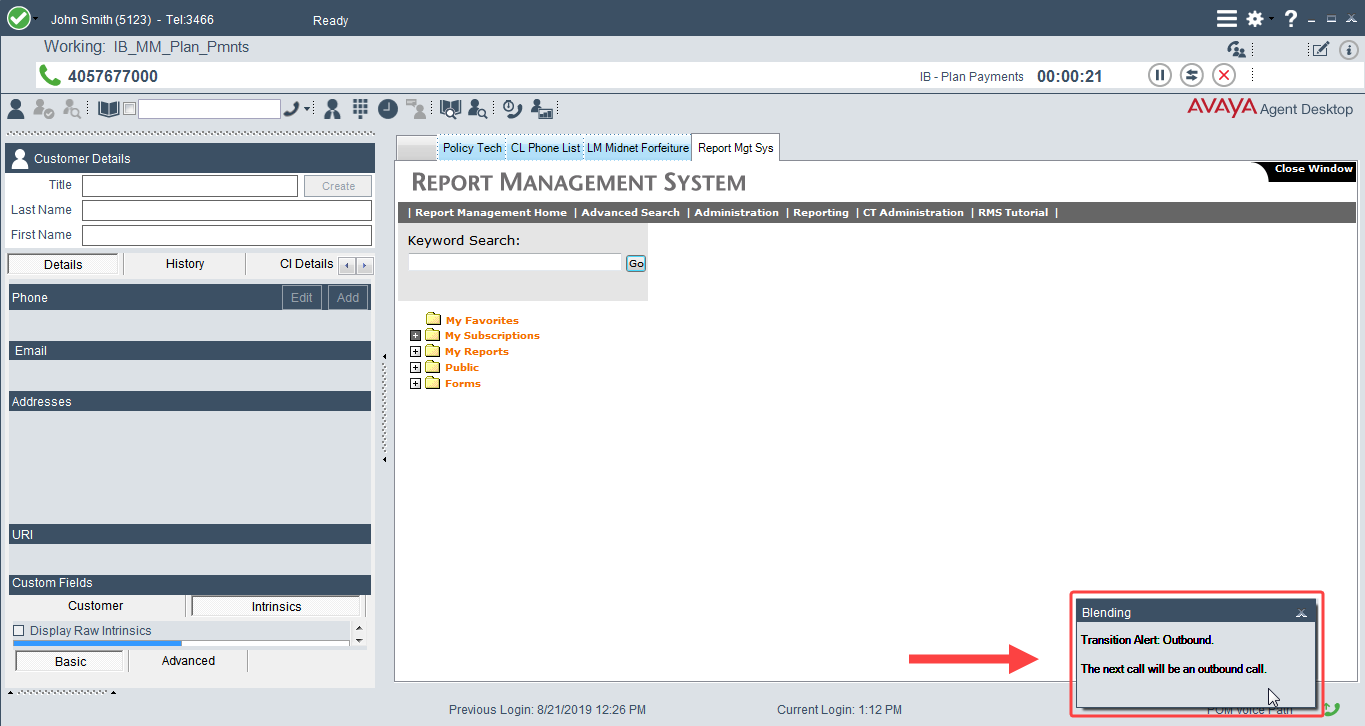 John Smith (5123) - Tel:3466
Ready
?
Working: IB_MM_Plan_Pmnts
4057677000
IB - Plan Payments 00:00:21
AVAYA Agent Desktop
Customer Details
Title
Create
Last Name
First Name
Details
History
CI Details
Phone
Edit
Add
Email
Addresses
URI
Custom Fields
Customer
Intrinsics
Display Raw Intrinsics
Basic
Advanced
Policy Tech
CL Phone List
LM Midnet Forfeiture
Report Mgt Sys
REPORT MANAGEMENT SYSTEM
Close Window
| Report Management Home | Advanced Search | Administration | Reporting | CT Administration | RMS Tutorial |
Keyword Search:
Go
My Favorites
My Subscriptions
My Reports
Public
Forms
Blending
Transition Alert: Outbound.
The next call will be an outbound call.
Previous Login: 8/21/2019 12:26 PM
Current Login: 1:12 PM
POM Voice Path